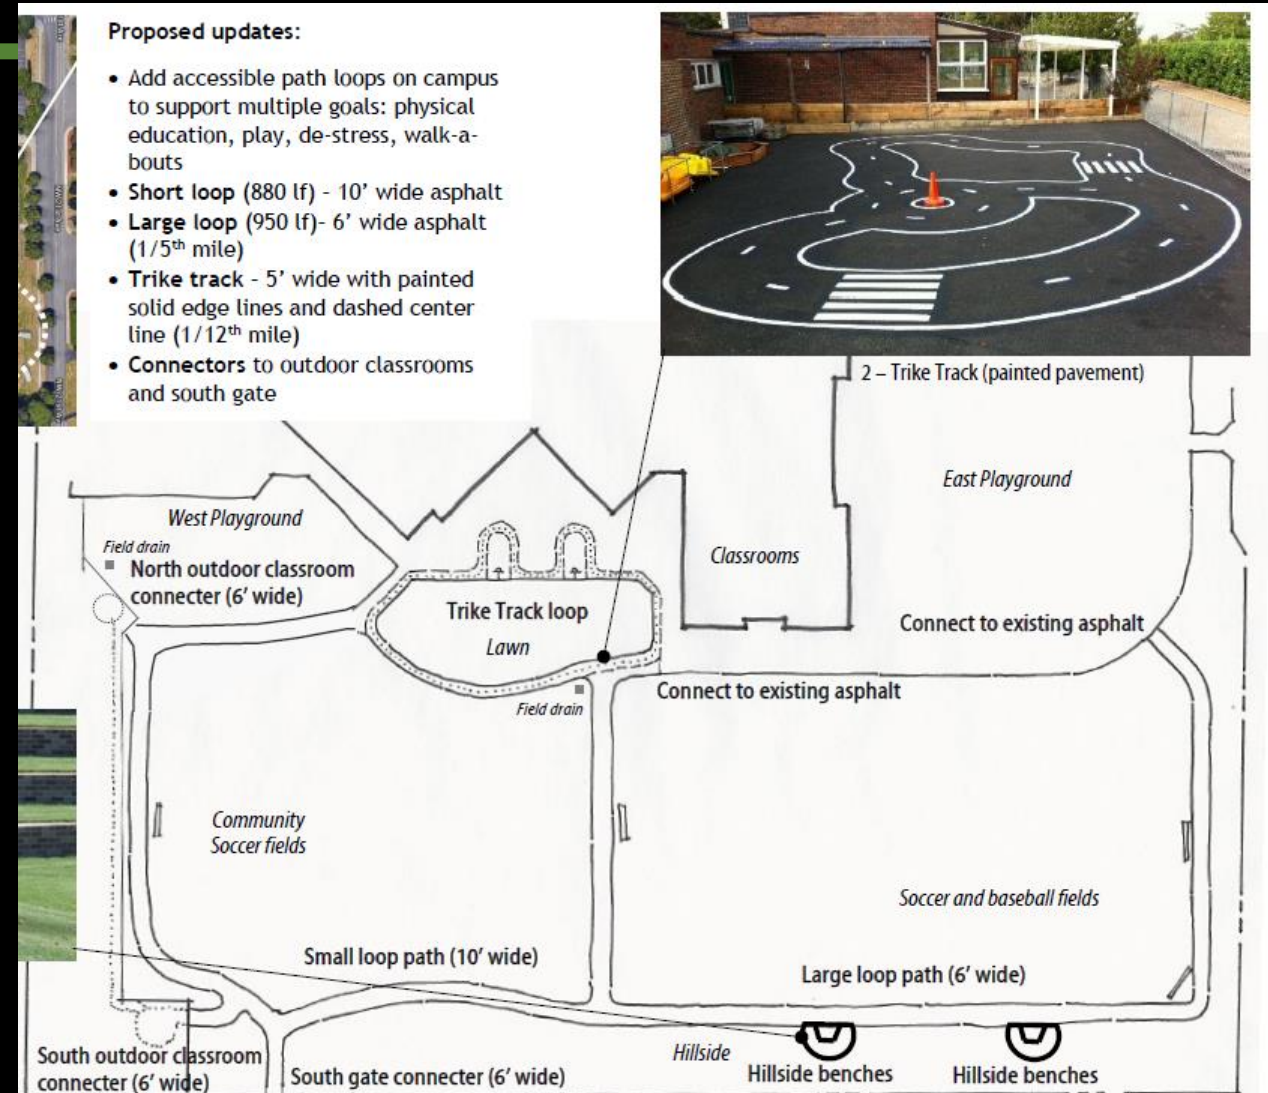 Proposed updates:
• Add accessible path loops on campus
to support multiple goals: physical
education, play, de-stress, walk-a-
bouts
• Short loop (880 lf) - 10’ wide asphalt
• Large loop (950 lf)- 6’ wide asphalt
(1/5th mile)
• Trike track - 5’ wide with painted
solid edge lines and dashed center
line (1/12th mile)
• Connectors to outdoor classrooms
and south gate
2 – Trike Track (painted pavement)
East Playground
West Playground
Field drain
North outdoor classroom
connecter (6’ wide)
Classrooms
Trike Track loop
Lawn
Connect to existing asphalt
Connect to existing asphalt
Field drain
Community
Soccer fields
Soccer and baseball fields
Small loop path (10’ wide)
Large loop path (6’ wide)
Hillside
Hillside benches
Hillside benches
South outdoor classroom
connecter (6’ wide)
South gate connecter (6’ wide)